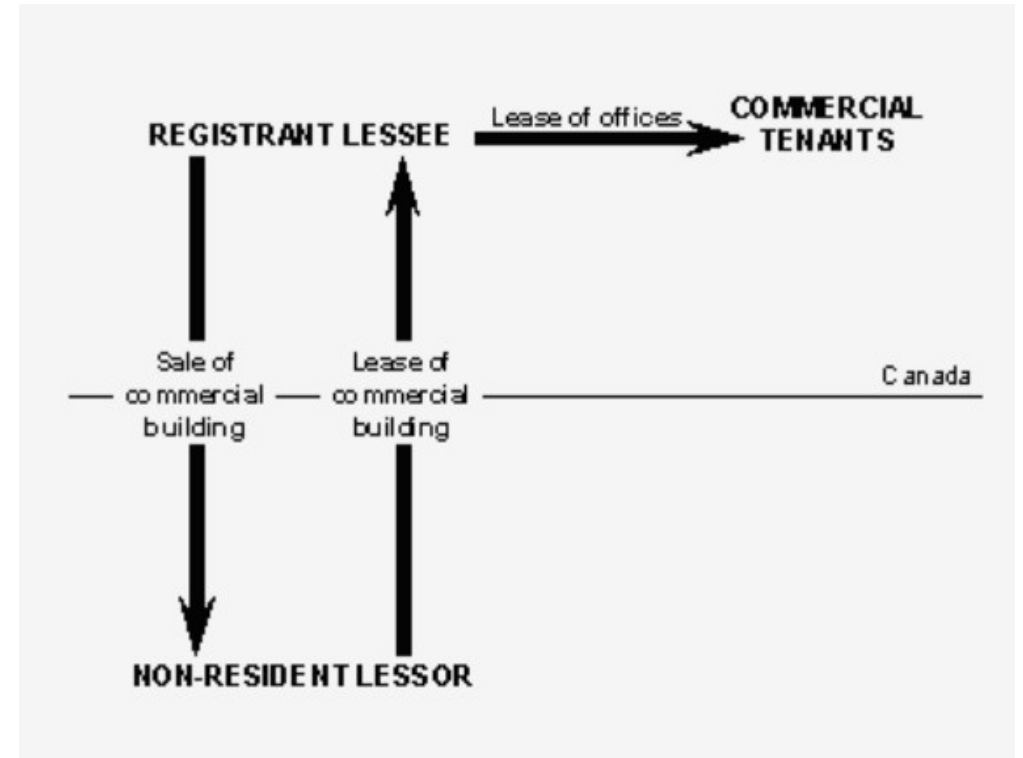 COMMERCIAL
TENANTS
Lease of offices
REGISTRANT LESSEE
Sale of
commercial
building
Lease of
commercial
building
Canada
NON-RESIDENT LESSOR